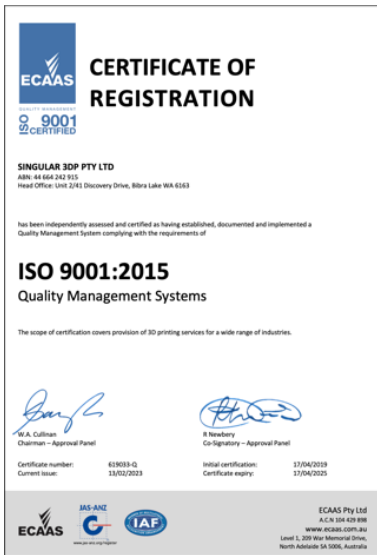 ECAAS
QUALITY MANAGEMENT
ISO 9001
CERTIFIED
CERTIFICATE OF
REGISTRATION
SINGULAR 3DP PTY LTD
ABN: 44 664 242 915
Head Office: Unit 2/41 Discovery Drive, Bibra Lake WA 6163
has been independently assessed and certified as having established, documented and implemented a
Quality Management System complying with the requirements of
ISO 9001:2015
Quality Management Systems
The scope of certification covers provision of 3D printing services for a wide range of industries.
W.A. Cullinan
Chairman – Approval Panel
R Newbery
Co-Signatory – Approval Panel
Certificate number: 619033-Q
Current issue: 13/02/2023
Initial certification: 17/04/2019
Certificate expiry: 17/04/2025
ECAAS
JAS-ANZ
www.jas-anz.org/register
IAF
ECAAS Pty Ltd
A.C.N 104 429 898
www.ecaas.com.au
Level 1, 209 War Memorial Drive,
North Adelaide SA 5006, Australia